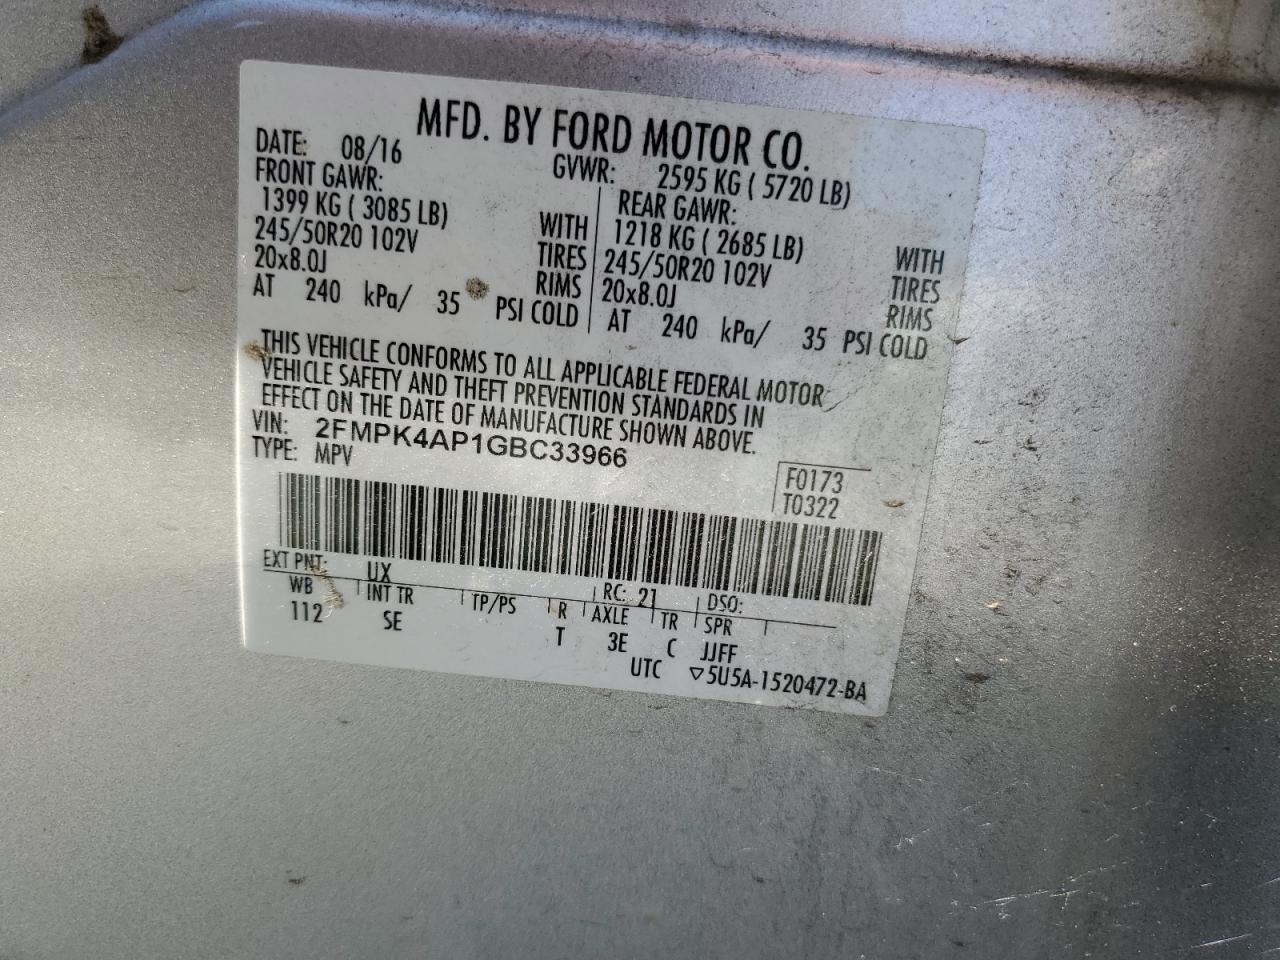 MFD. BY FORD MOTOR CO.
DATE: 08/16 GVWR: 2595 KG ( 5720 LB)
FRONT GAWR: REAR GAWR:
1399 KG ( 3085 LB) WITH 1218 KG ( 2685 LB) WITH
245/50R20 102V TIRES 245/50R20 102V TIRES
20x8.0J RIMS 20x8.0J RIMS
AT 240 kPa/ 35 PSI COLD AT 240 kPa/ 35 PSI COLD
THIS VEHICLE CONFORMS TO ALL APPLICABLE FEDERAL MOTOR
VEHICLE SAFETY AND THEFT PREVENTION STANDARDS IN
EFFECT ON THE DATE OF MANUFACTURE SHOWN ABOVE.
VIN: 2FMPK4AP1GBC33966
TYPE: MPV
F0173
T0322
EXT PNT: UX RC: 21 DSO:
WB INT TR TP/PS R AXLE TR SPR
112 SE T 3E C JJFF
UTC ▽5U5A-1520472-BA